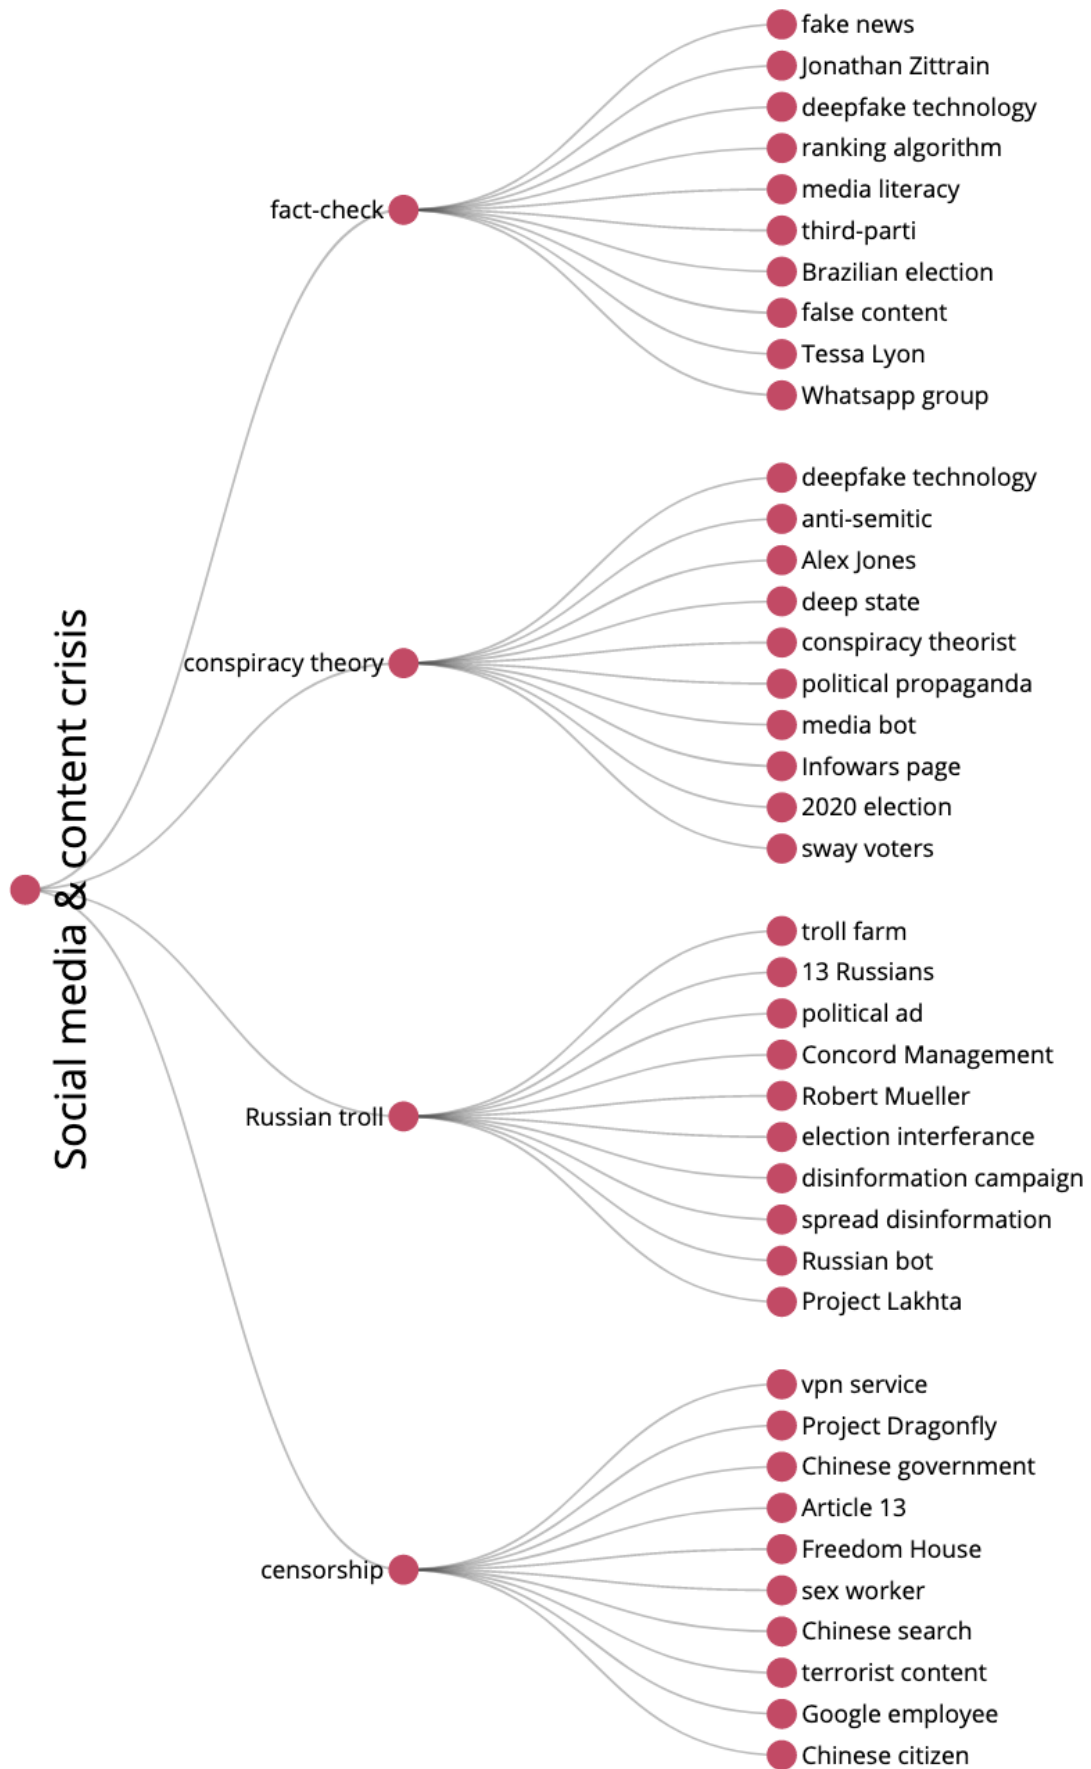 Social media & content crisis
fact-check
fake news
Jonathan Zittrain
deepfake technology
ranking algorithm
media literacy
third-parti
Brazilian election
false content
Tessa Lyon
Whatsapp group
conspiracy theory
deepfake technology
anti-semitic
Alex Jones
deep state
conspiracy theorist
political propaganda
media bot
Infowars page
2020 election
sway voters
Russian troll
troll farm
13 Russians
political ad
Concord Management
Robert Mueller
election interferance
disinformation campaign
spread disinformation
Russian bot
Project Lakhta
censorship
vpn service
Project Dragonfly
Chinese government
Article 13
Freedom House
sex worker
Chinese search
terrorist content
Google employee
Chinese citizen